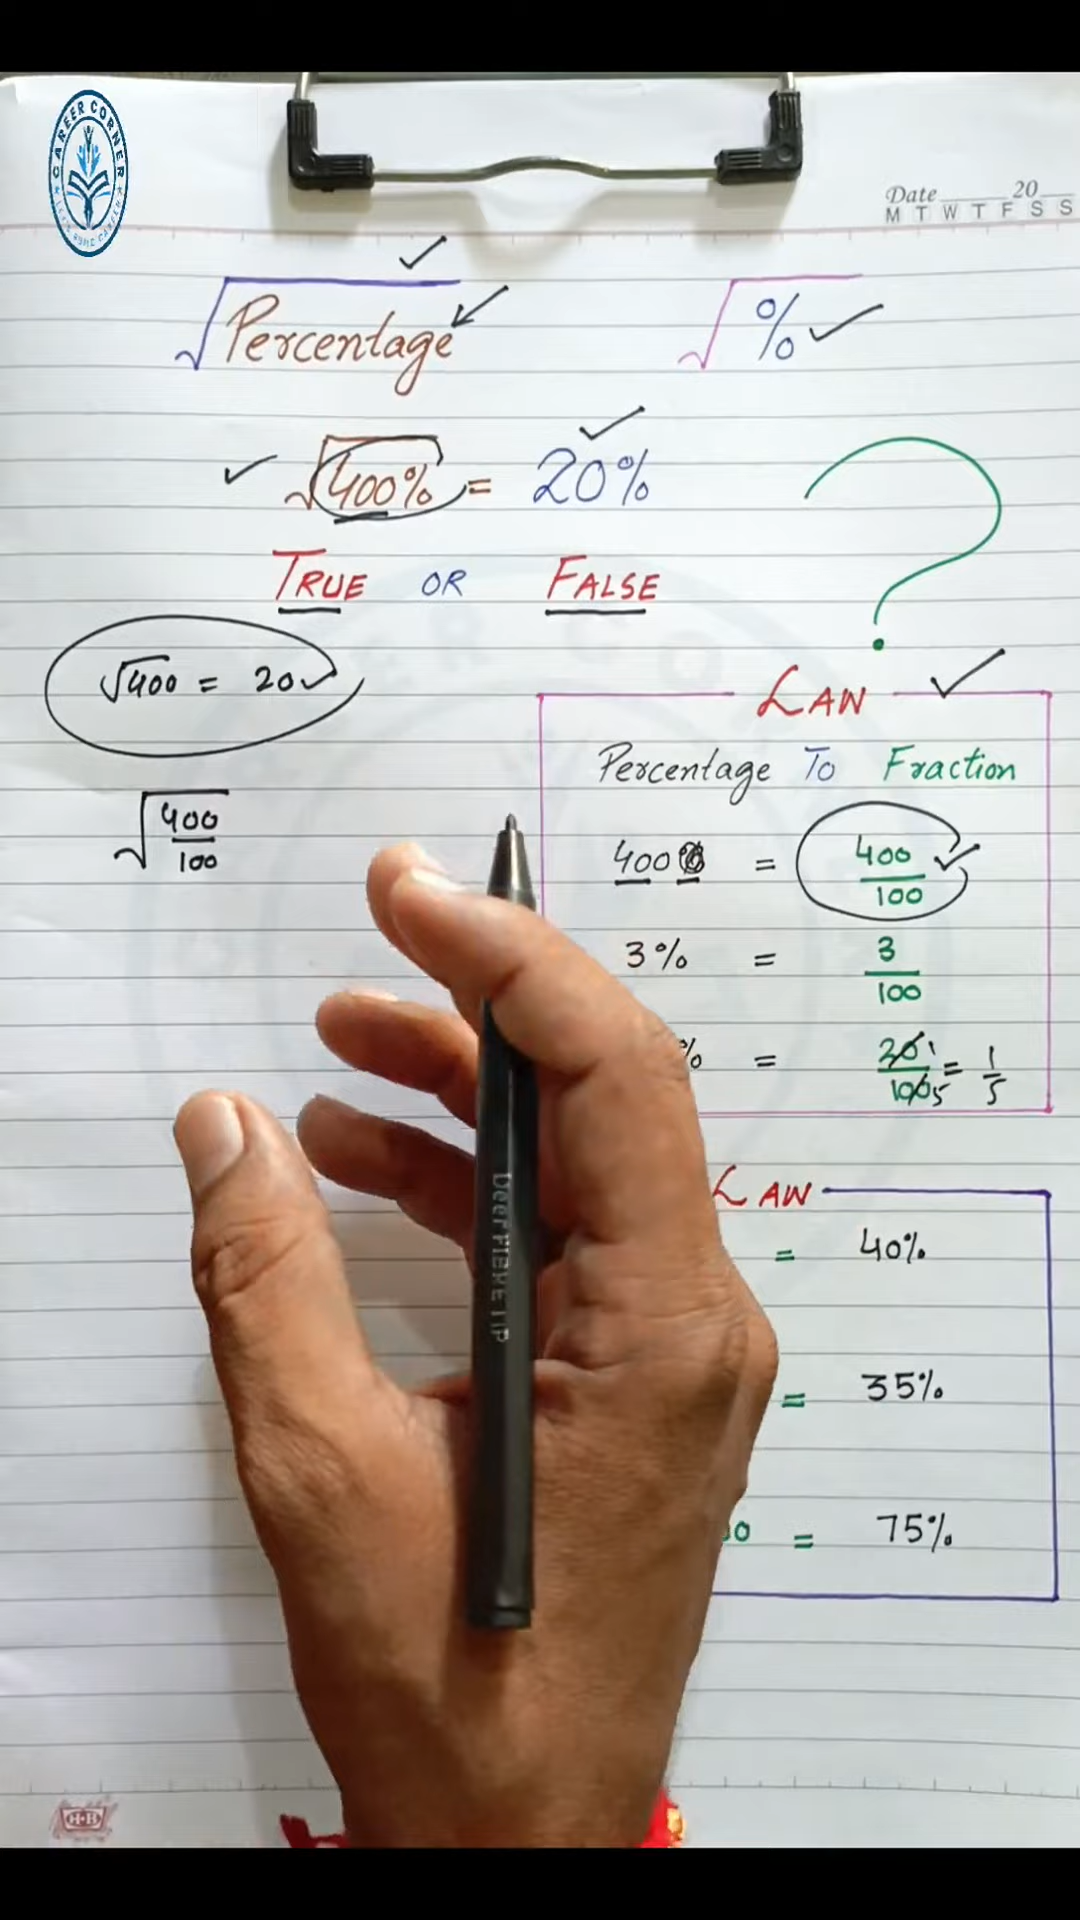 CAREER CORNER
Date 20
M T W T F S S
√Percentage √%
√400% = 20%
TRUE OR FALSE
?
√400 = 20
LAW
Percentage To Fraction
400% = 400/100
3% = 3/100
% = 20/100 = 1/5
√400/100
LAW
= 40%
= 35%
= 75%
Deer FIBRE TIP
H·B